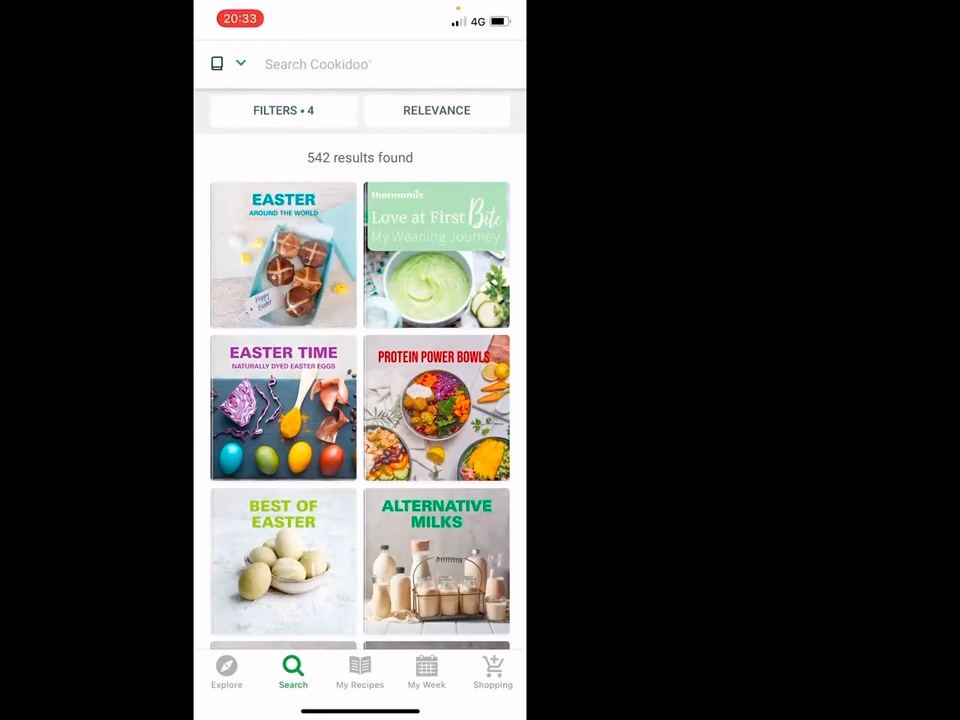 20:33
4G
Search Cookidoo®
FILTERS • 4
RELEVANCE
542 results found
EASTER
AROUND THE WORLD
Happy Easter
thermomix
Love at First Bite
My Weaning Journey
EASTER TIME
NATURALLY DYED EASTER EGGS
PROTEIN POWER BOWLS
BEST OF
EASTER
ALTERNATIVE
MILKS
Explore
Search
My Recipes
My Week
Shopping